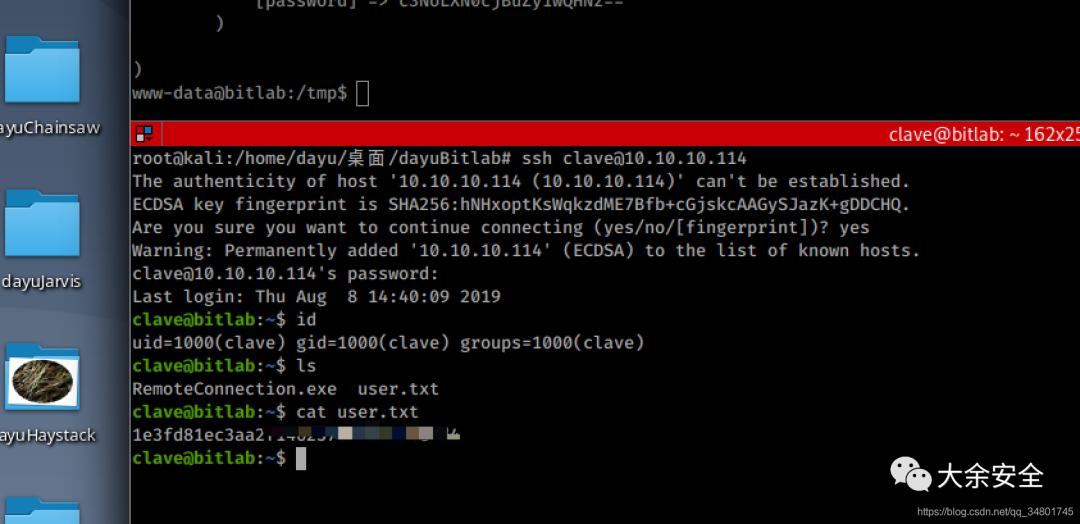 [password] =>
)
)
www-data@bitlab:/tmp$
clave@bitlab: ~ 162x25
root@kali:/home/dayu/桌面/dayuBitlab# ssh clave@10.10.10.114
The authenticity of host '10.10.10.114 (10.10.10.114)' can't be established.
ECDSA key fingerprint is SHA256:hNHxoptKsWqkzdME7Bfb+cGjskcAAGySJazK+gDDCHQ.
Are you sure you want to continue connecting (yes/no/[fingerprint])? yes
Warning: Permanently added '10.10.10.114' (ECDSA) to the list of known hosts.
clave@10.10.10.114's password:
Last login: Thu Aug  8 14:40:09 2019
clave@bitlab:~$ id
uid=1000(clave) gid=1000(clave) groups=1000(clave)
clave@bitlab:~$ ls
RemoteConnection.exe  user.txt
clave@bitlab:~$ cat user.txt
1e3fd81ec3aa2
clave@bitlab:~$
ayuChainsaw
dayuJarvis
ayuHaystack
大余安全
https://blog.csdn.net/qq_34801745